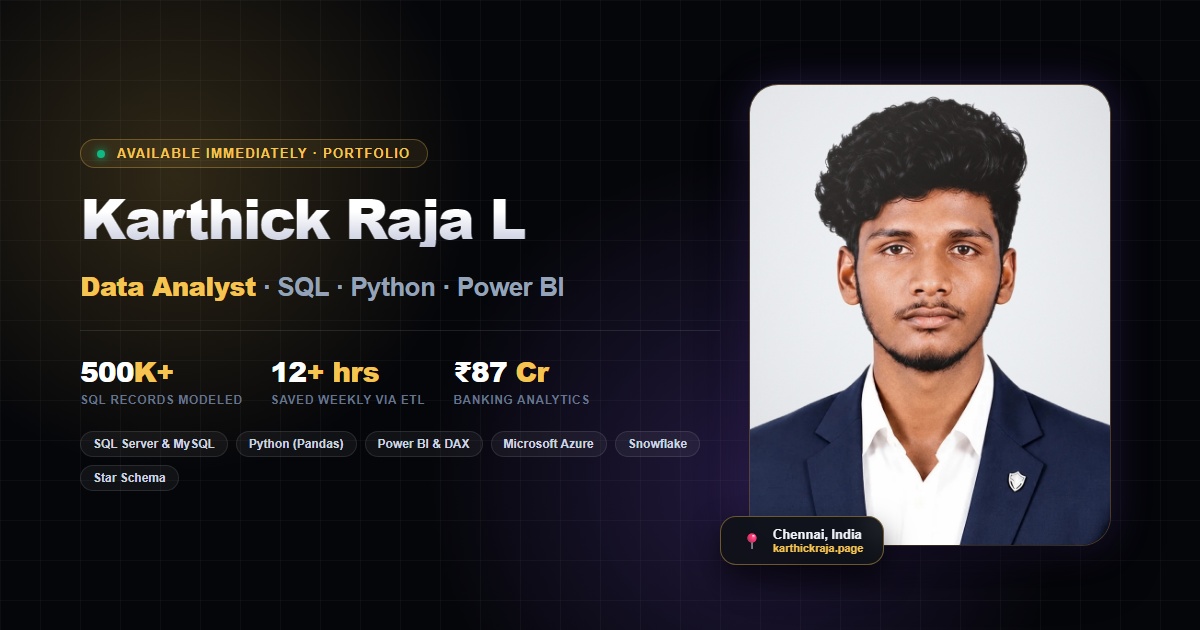 AVAILABLE IMMEDIATELY · PORTFOLIO
Karthick Raja L
Data Analyst · SQL · Python · Power BI
500K+ 12+ hrs ₹87 Cr
SQL RECORDS MODELED SAVED WEEKLY VIA ETL BANKING ANALYTICS
SQL Server & MySQL Python (Pandas) Power BI & DAX Microsoft Azure Snowflake
Star Schema
Chennai, India
karthickraja.page